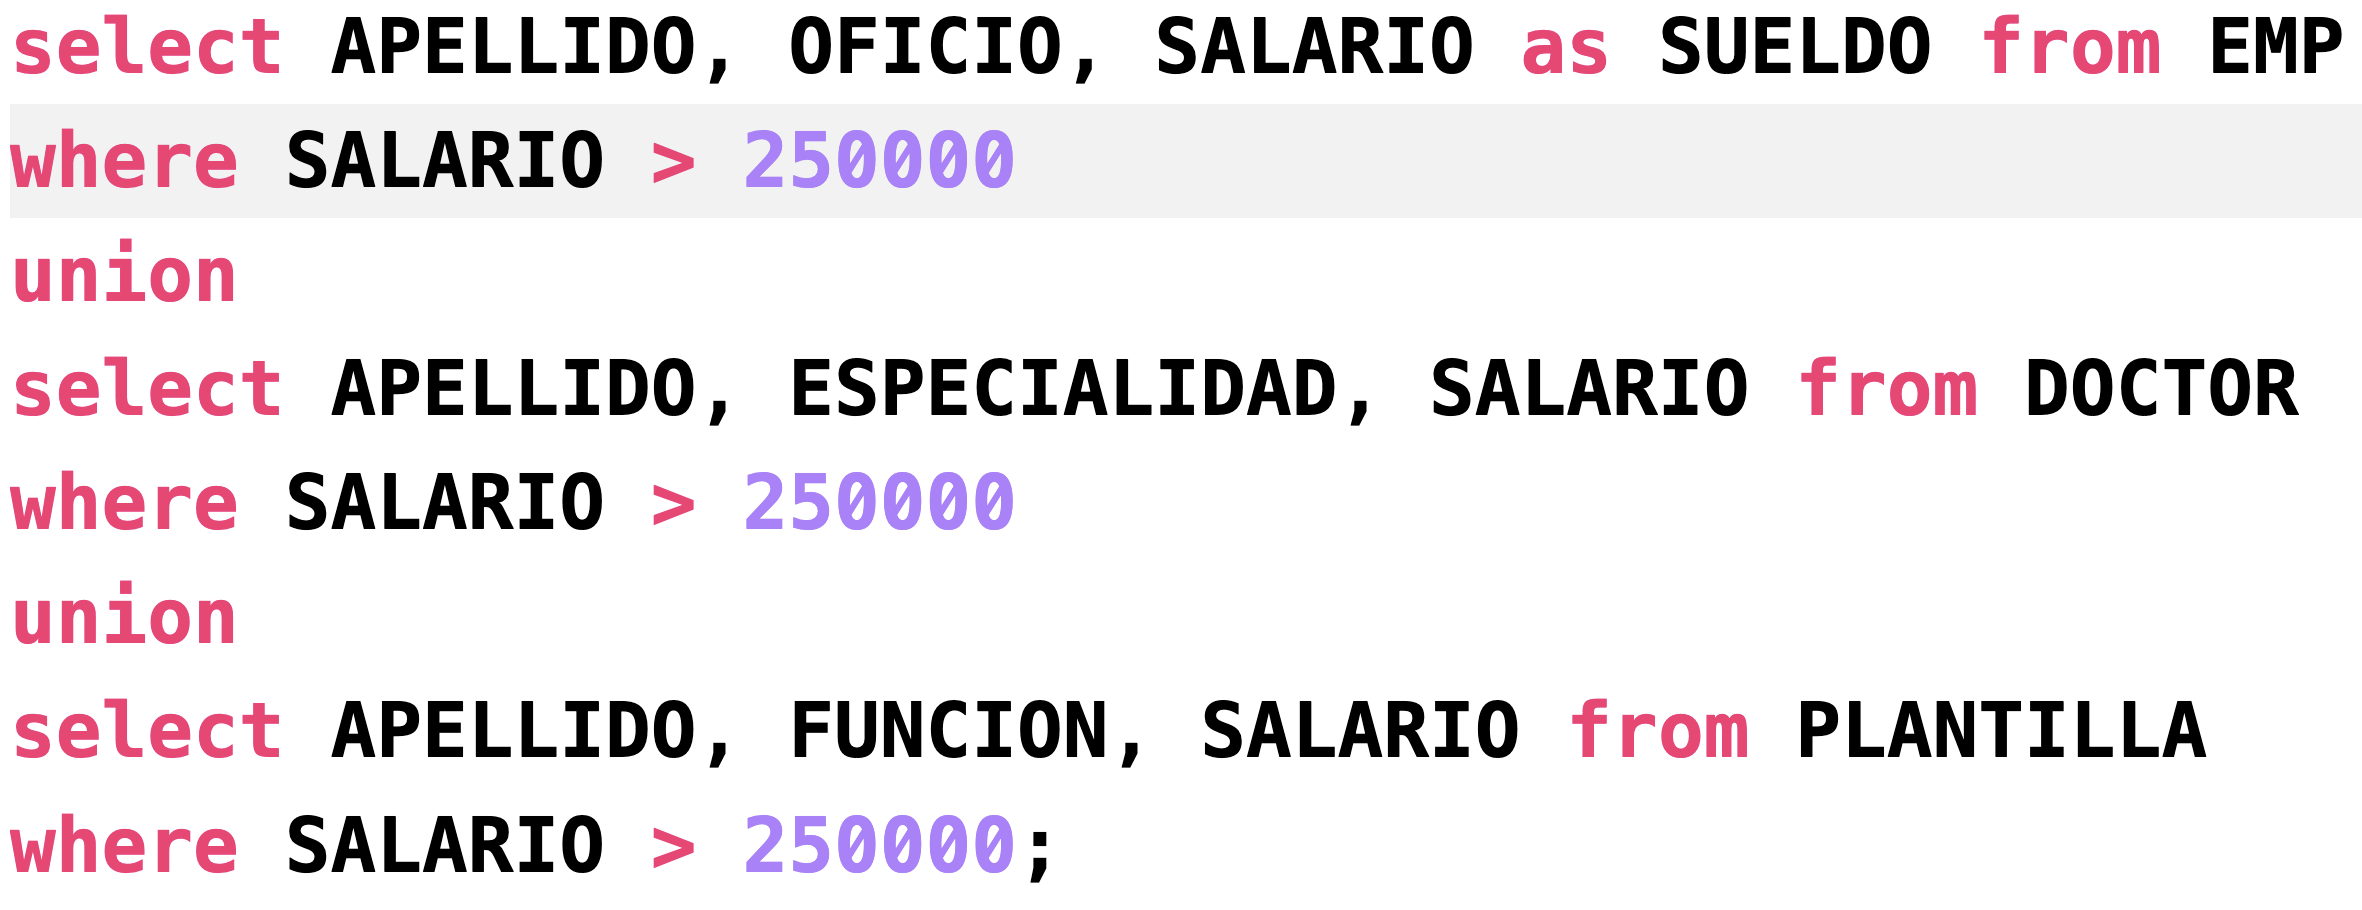 select APELLIDO, OFICIO, SALARIO as SUELDO from EMP
where SALARIO > 250000
union
select APELLIDO, ESPECIALIDAD, SALARIO from DOCTOR
where SALARIO > 250000
union
select APELLIDO, FUNCION, SALARIO from PLANTILLA
where SALARIO > 250000;